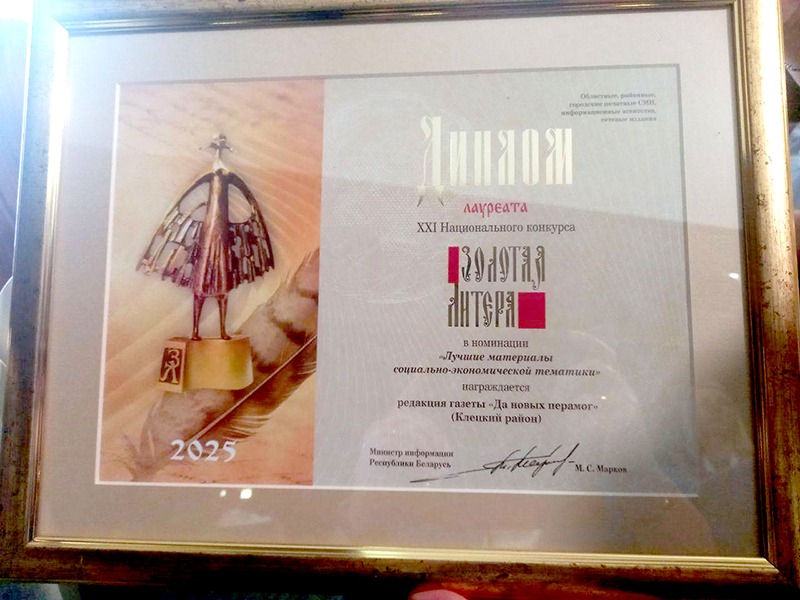 Областные, районные,
городские печатные СМИ,
информационные агентства,
сетевые издания
Диплом
лауреата
XXI Национального конкурса
ЗОЛОТАЯ
ЛИТЕРА
в номинации
«Лучшие материалы
социально-экономической тематики»
награждается
редакция газеты «Да новых перамог»
(Клецкий район)
Министр информации
Республики Беларусь
М. С. Марков
2025